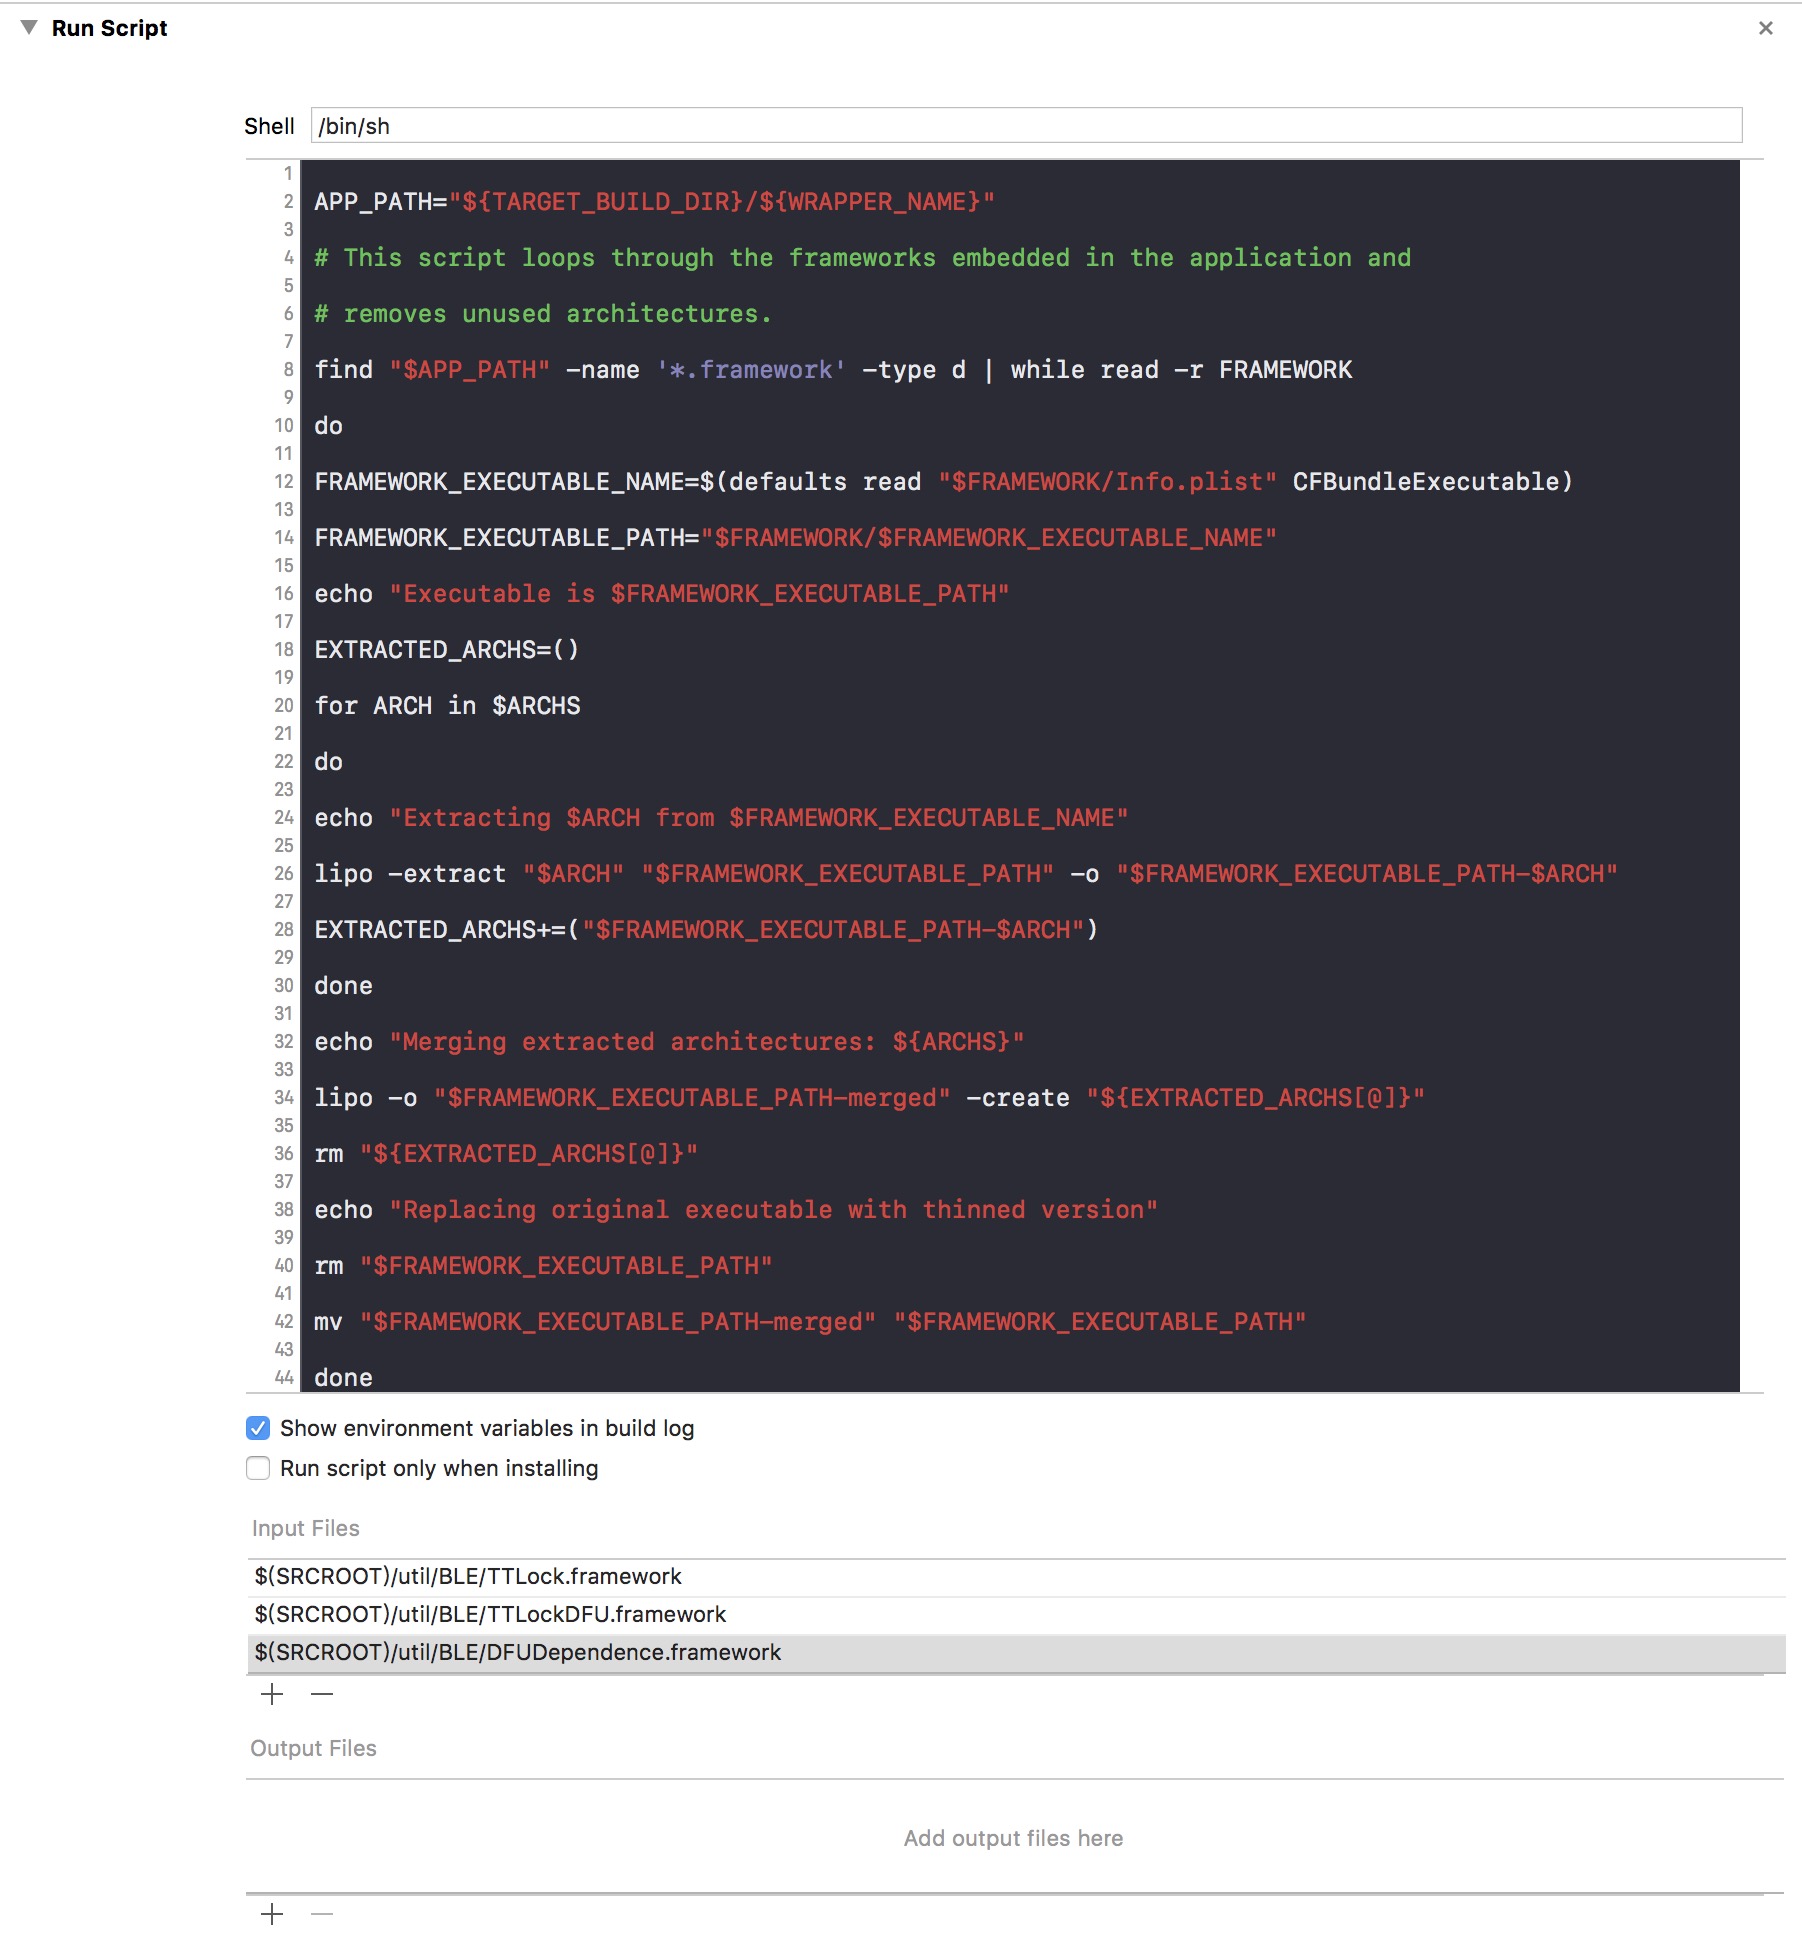 Run Script
Shell /bin/sh
1
2 APP_PATH="${TARGET_BUILD_DIR}/${WRAPPER_NAME}"
3
4 # This script loops through the frameworks embedded in the application and
5
6 # removes unused architectures.
7
8 find "$APP_PATH" -name '*.framework' -type d | while read -r FRAMEWORK
9
10 do
11
12 FRAMEWORK_EXECUTABLE_NAME=$(defaults read "$FRAMEWORK/Info.plist" CFBundleExecutable)
13
14 FRAMEWORK_EXECUTABLE_PATH="$FRAMEWORK/$FRAMEWORK_EXECUTABLE_NAME"
15
16 echo "Executable is $FRAMEWORK_EXECUTABLE_PATH"
17
18 EXTRACTED_ARCHS=()
19
20 for ARCH in $ARCHS
21
22 do
23
24 echo "Extracting $ARCH from $FRAMEWORK_EXECUTABLE_NAME"
25
26 lipo -extract "$ARCH" "$FRAMEWORK_EXECUTABLE_PATH" -o "$FRAMEWORK_EXECUTABLE_PATH-$ARCH"
27
28 EXTRACTED_ARCHS+=("$FRAMEWORK_EXECUTABLE_PATH-$ARCH")
29
30 done
31
32 echo "Merging extracted architectures: ${ARCHS}"
33
34 lipo -o "$FRAMEWORK_EXECUTABLE_PATH-merged" -create "${EXTRACTED_ARCHS[@]}"
35
36 rm "${EXTRACTED_ARCHS[@]}"
37
38 echo "Replacing original executable with thinned version"
39
40 rm "$FRAMEWORK_EXECUTABLE_PATH"
41
42 mv "$FRAMEWORK_EXECUTABLE_PATH-merged" "$FRAMEWORK_EXECUTABLE_PATH"
43
44 done
Show environment variables in build log
Run script only when installing
Input Files
$(SRCROOT)/util/BLE/TTLock.framework
$(SRCROOT)/util/BLE/TTLockDFU.framework
$(SRCROOT)/util/BLE/DFUDependence.framework
Output Files
Add output files here